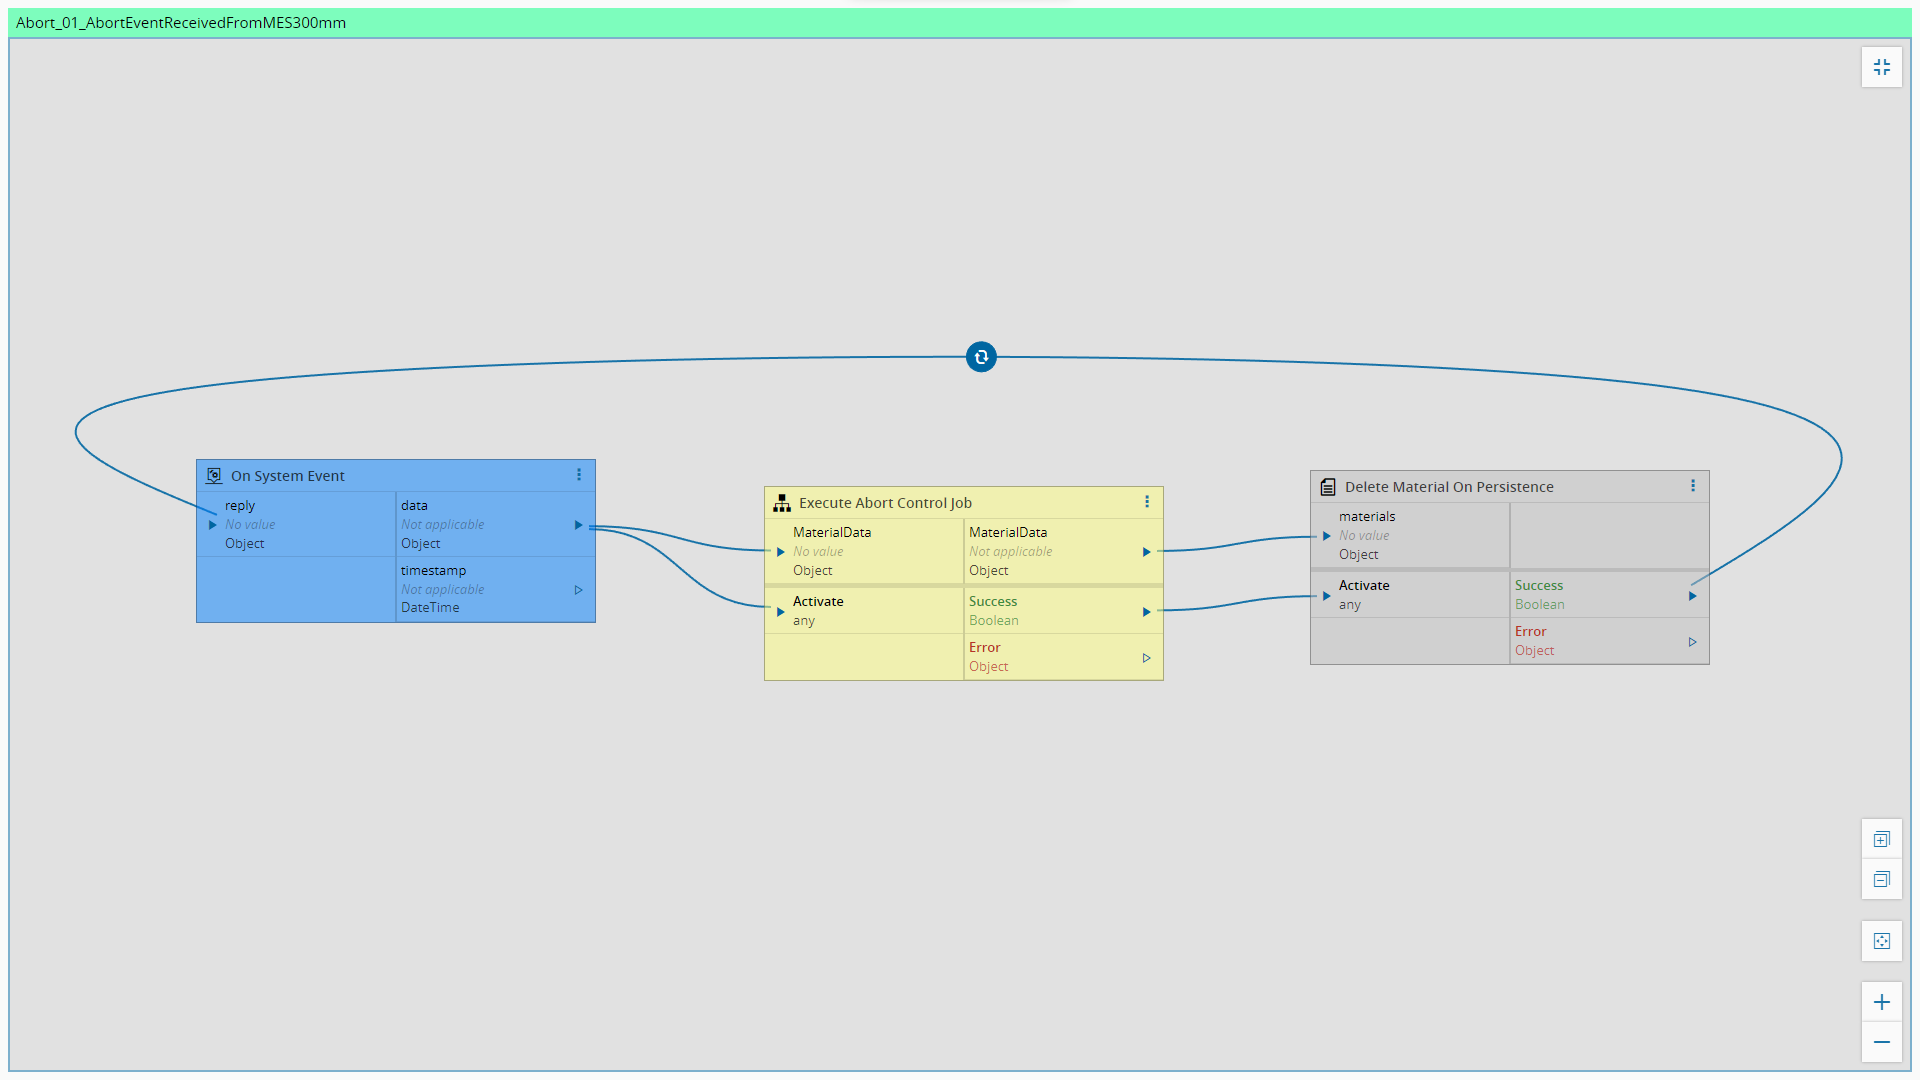 Abort_01_AbortEventReceivedFromMES300mm
On System Event
reply
No value
Object
data
Not applicable
Object
timestamp
Not applicable
DateTime
Execute Abort Control Job
MaterialData
No value
Object
MaterialData
Not applicable
Object
Activate
any
Success
Boolean
Error
Object
Delete Material On Persistence
materials
No value
Object
Activate
any
Success
Boolean
Error
Object